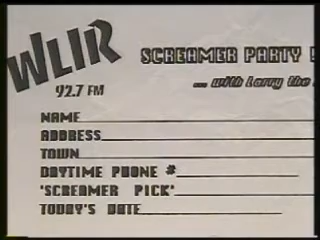 WLIR
92.7 FM
SCREAMER PARTY
... with Larry the
NAME
ADDRESS
TOWN
DAYTIME PHONE #
'SCREAMER PICK'
TODAY'S DATE